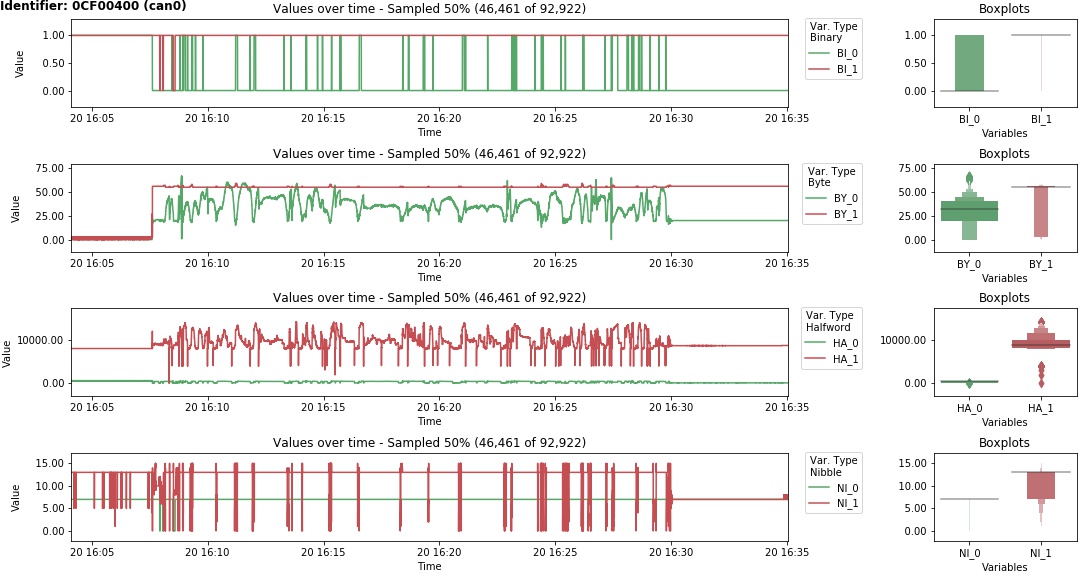 Identifier: 0CF00400 (can0)
Values over time - Sampled 50% (46,461 of 92,922)
Boxplots
Value
1.00
0.50
0.00
20 16:05
20 16:10
20 16:15
20 16:20
20 16:25
20 16:30
20 16:35
Time
Var. Type
Binary
BI_0
BI_1
1.00
0.50
0.00
BI_0
BI_1
Variables
Values over time - Sampled 50% (46,461 of 92,922)
Boxplots
Value
75.00
50.00
25.00
0.00
20 16:05
20 16:10
20 16:15
20 16:20
20 16:25
20 16:30
20 16:35
Time
Var. Type
Byte
BY_0
BY_1
75.00
50.00
25.00
0.00
BY_0
BY_1
Variables
Values over time - Sampled 50% (46,461 of 92,922)
Boxplots
Value
10000.00
0.00
20 16:05
20 16:10
20 16:15
20 16:20
20 16:25
20 16:30
20 16:35
Time
Var. Type
Halfword
HA_0
HA_1
10000.00
0.00
HA_0
HA_1
Variables
Values over time - Sampled 50% (46,461 of 92,922)
Boxplots
Value
15.00
10.00
5.00
0.00
20 16:05
20 16:10
20 16:15
20 16:20
20 16:25
20 16:30
20 16:35
Time
Var. Type
Nibble
NI_0
NI_1
15.00
10.00
5.00
0.00
NI_0
NI_1
Variables